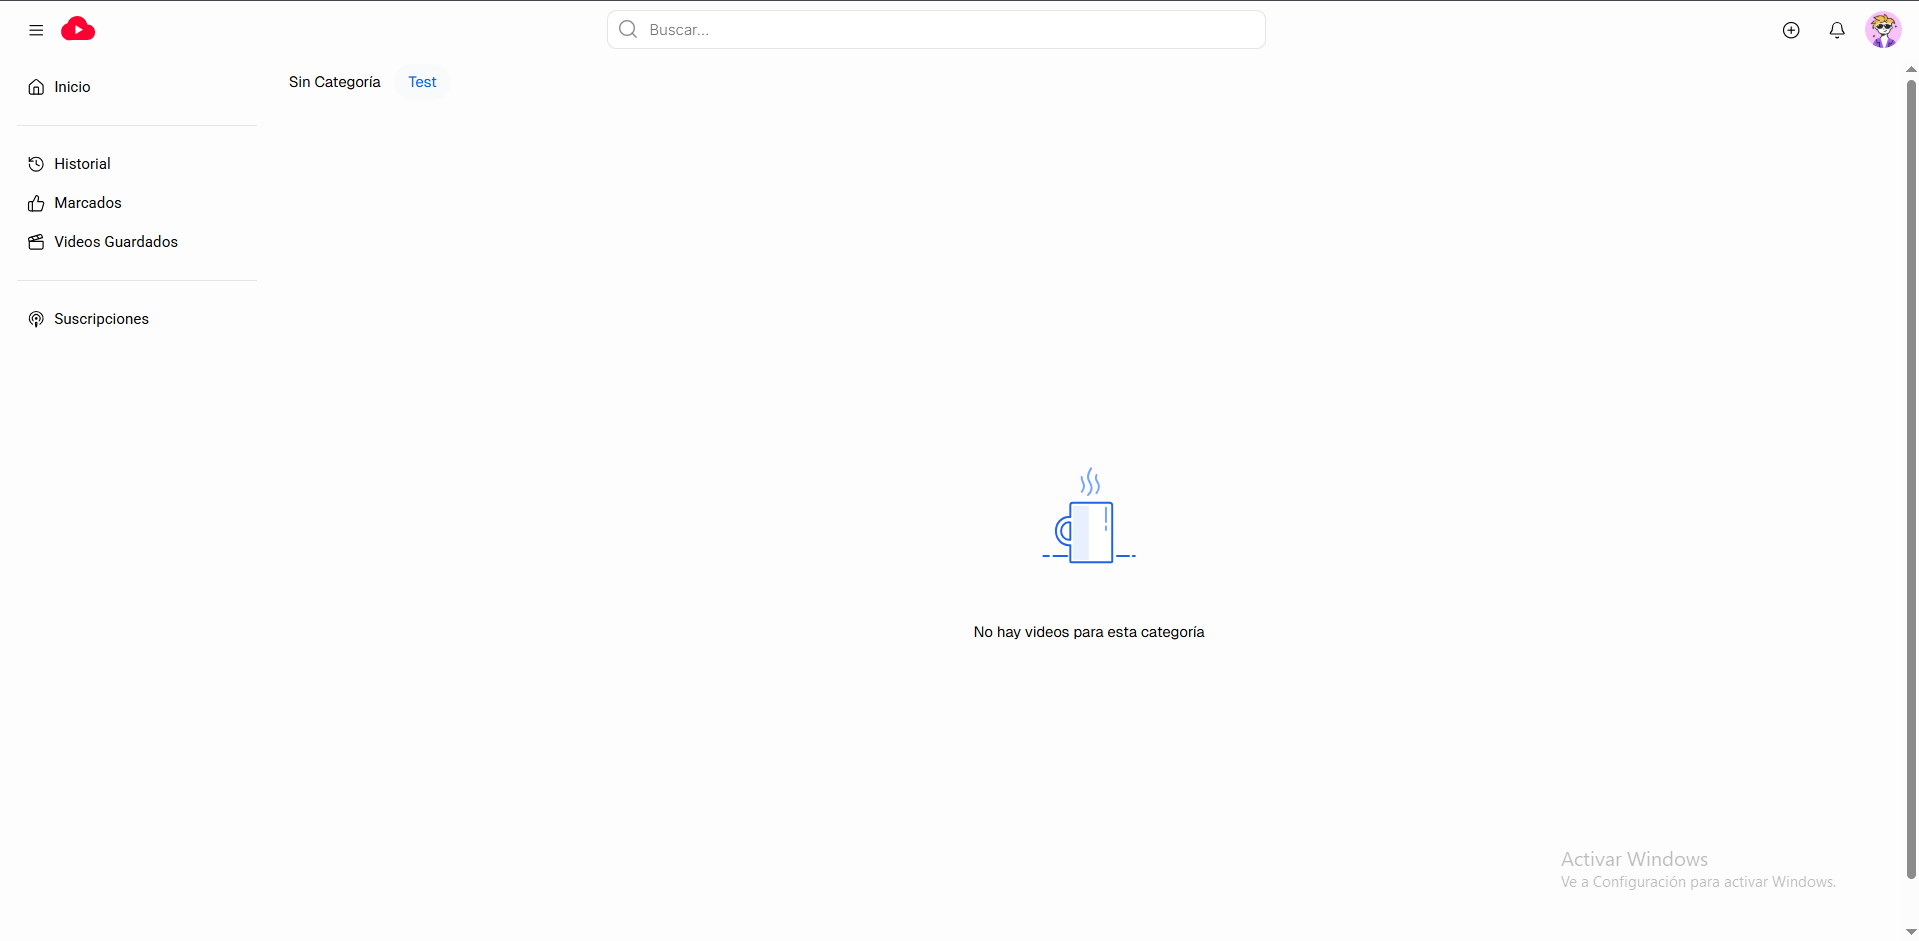 Buscar...
Inicio
Sin Categoría
Test
Historial
Marcados
Videos Guardados
Suscripciones
No hay videos para esta categoría
Activar Windows
Ve a Configuración para activar Windows.